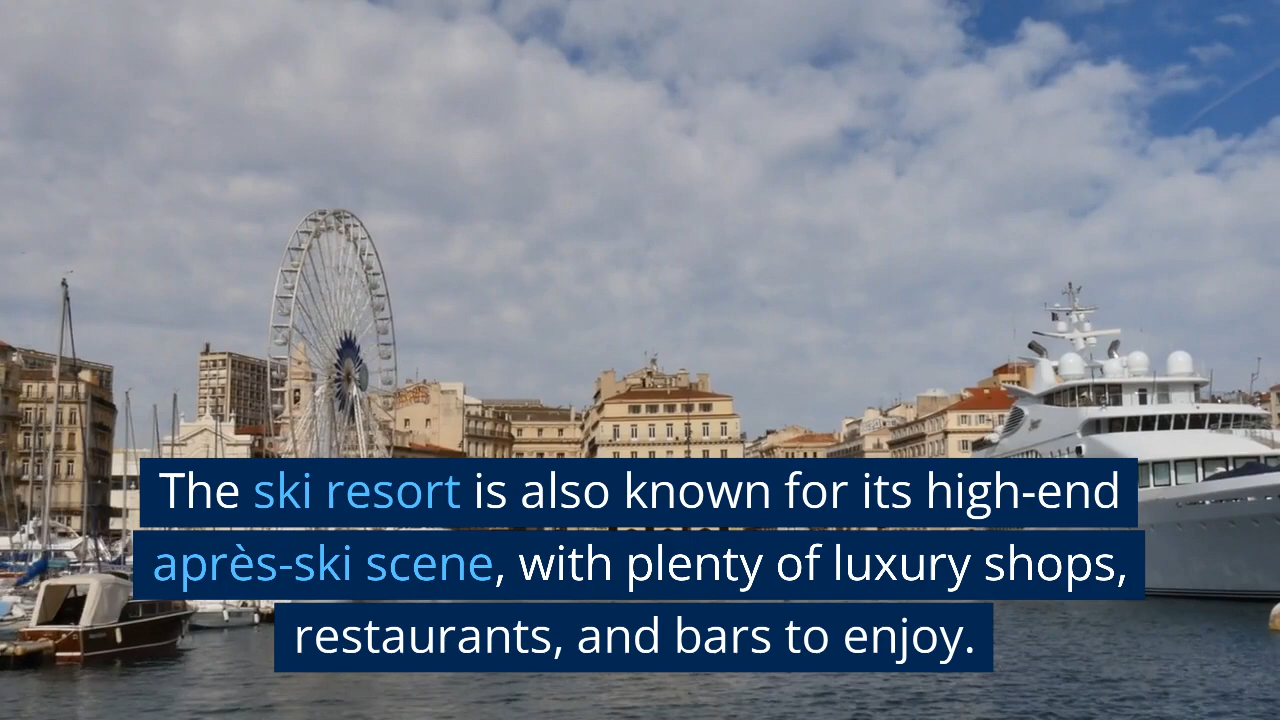 The ski resort is also known for its high-end
après-ski scene, with plenty of luxury shops,
restaurants, and bars to enjoy.